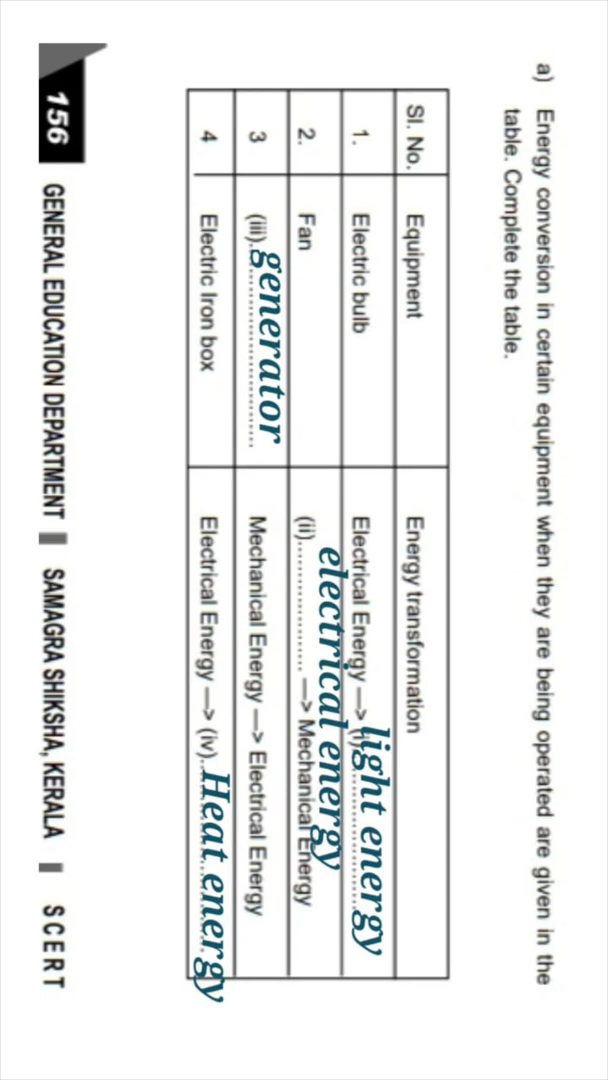 a) Energy conversion in certain equipment when they are being operated are given in the
table. Complete the table.
Sl. No. Equipment Energy transformation
1. Electric bulb Electrical Energy —> (i).................... light energy
2. Fan (ii).................... —> Mechanical Energy electrical energy
3 (iii)............................ generator Mechanical Energy —> Electrical Energy
4 Electric Iron box Electrical Energy —> (iv).................... Heat energy
156 GENERAL EDUCATION DEPARTMENT SAMAGRA SHIKSHA, KERALA SCERT